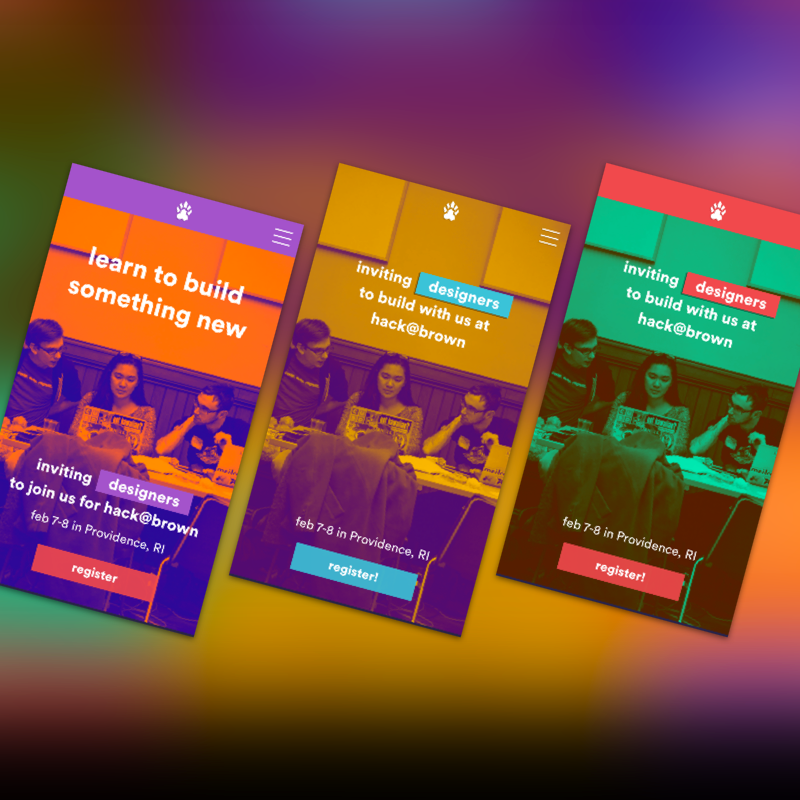 learn to build
something new
inviting designers
to join us for hack@brown
feb 7-8 in Providence, RI
register
inviting designers
to build with us at
hack@brown
feb 7-8 in Providence, RI
register!
inviting designers
to build with us at
hack@brown
feb 7-8 in Providence, RI
register!